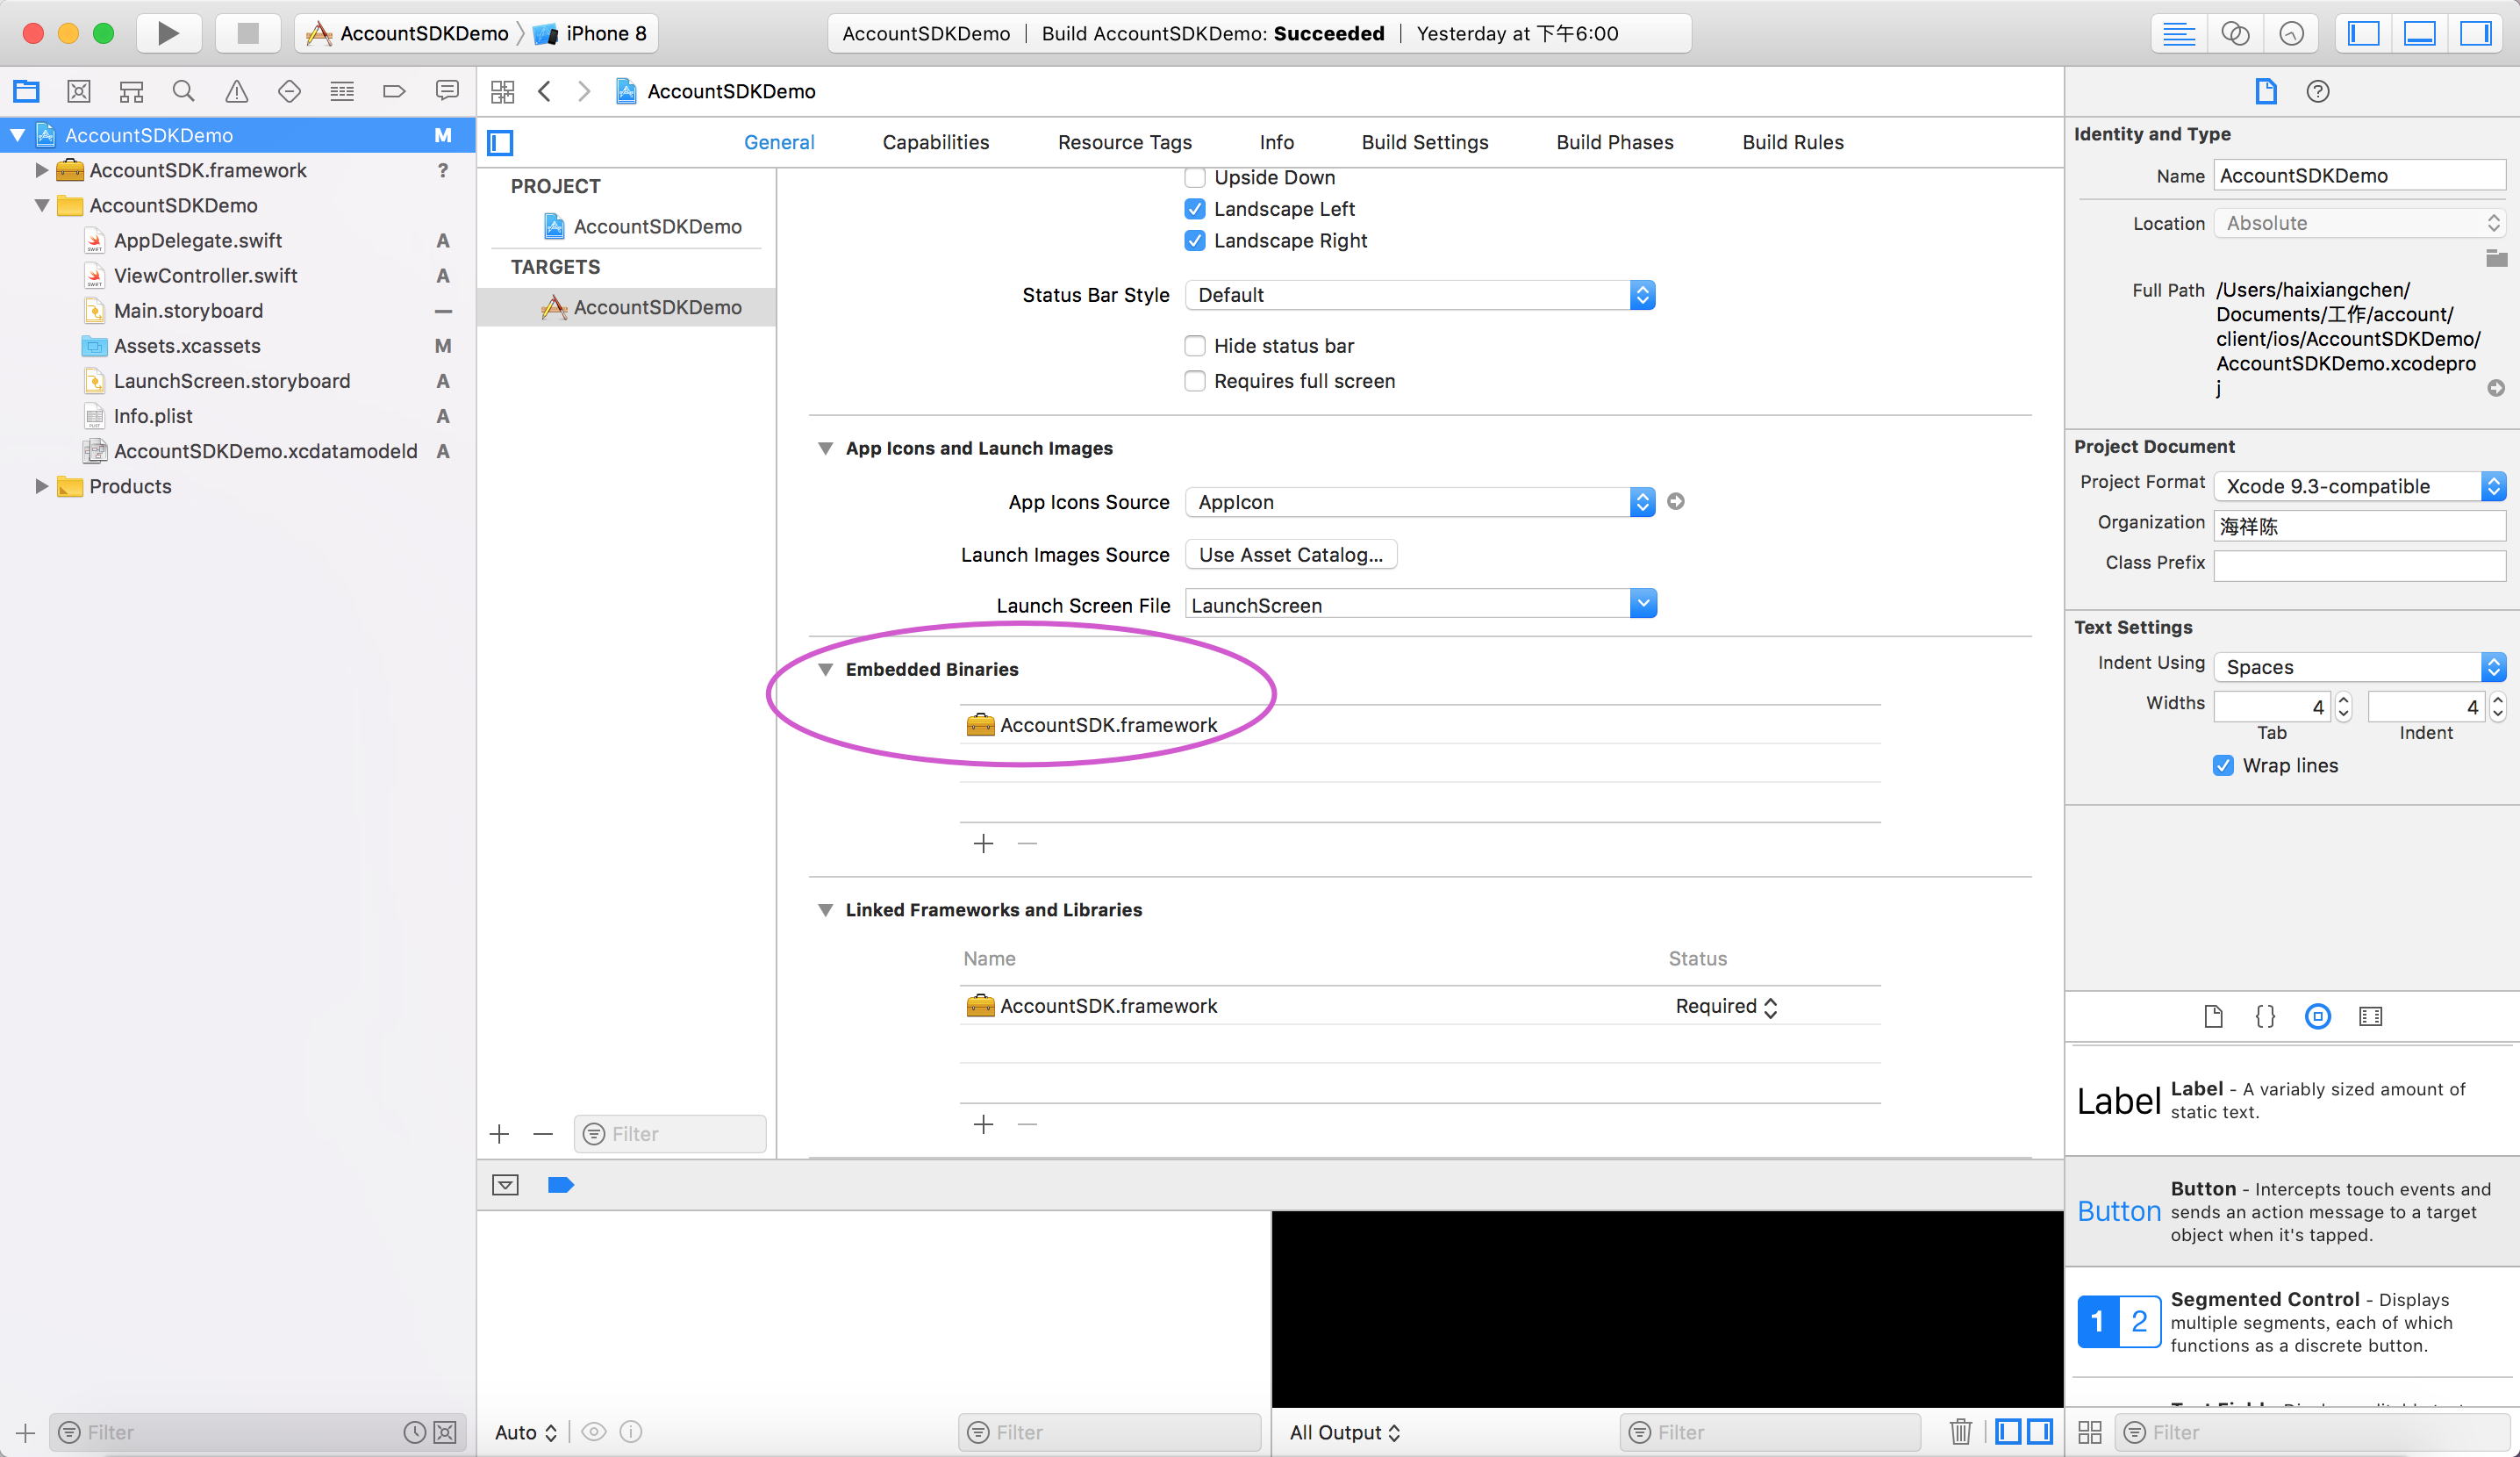 AccountSDKDemo
iPhone 8
AccountSDKDemo
Build AccountSDKDemo: Succeeded
Yesterday at 下午6:00
AccountSDKDemo
AccountSDKDemo M
AccountSDK.framework ?
AccountSDKDemo
AppDelegate.swift A
ViewController.swift A
Main.storyboard —
Assets.xcassets M
LaunchScreen.storyboard A
Info.plist A
AccountSDKDemo.xcdatamodeld A
Products
Filter
General
Capabilities
Resource Tags
Info
Build Settings
Build Phases
Build Rules
PROJECT
AccountSDKDemo
TARGETS
AccountSDKDemo
Filter
Upside Down
Landscape Left
Landscape Right
Status Bar Style Default
Hide status bar
Requires full screen
App Icons and Launch Images
App Icons Source AppIcon
Launch Images Source Use Asset Catalog...
Launch Screen File LaunchScreen
Embedded Binaries
AccountSDK.framework
Linked Frameworks and Libraries
Name Status
AccountSDK.framework Required
Auto
Filter
All Output
Filter
Identity and Type
Name AccountSDKDemo
Location Absolute
Full Path /Users/haixiangchen/
Documents/工作/account/
client/ios/AccountSDKDemo/
AccountSDKDemo.xcodepro
j
Project Document
Project Format Xcode 9.3-compatible
Organization 海祥陈
Class Prefix
Text Settings
Indent Using Spaces
Widths 4 4
Tab Indent
Wrap lines
Label
Label - A variably sized amount of
static text.
Button
Button - Intercepts touch events and
sends an action message to a target
object when it's tapped.
1 2
Segmented Control - Displays
multiple segments, each of which
functions as a discrete button.
Filter